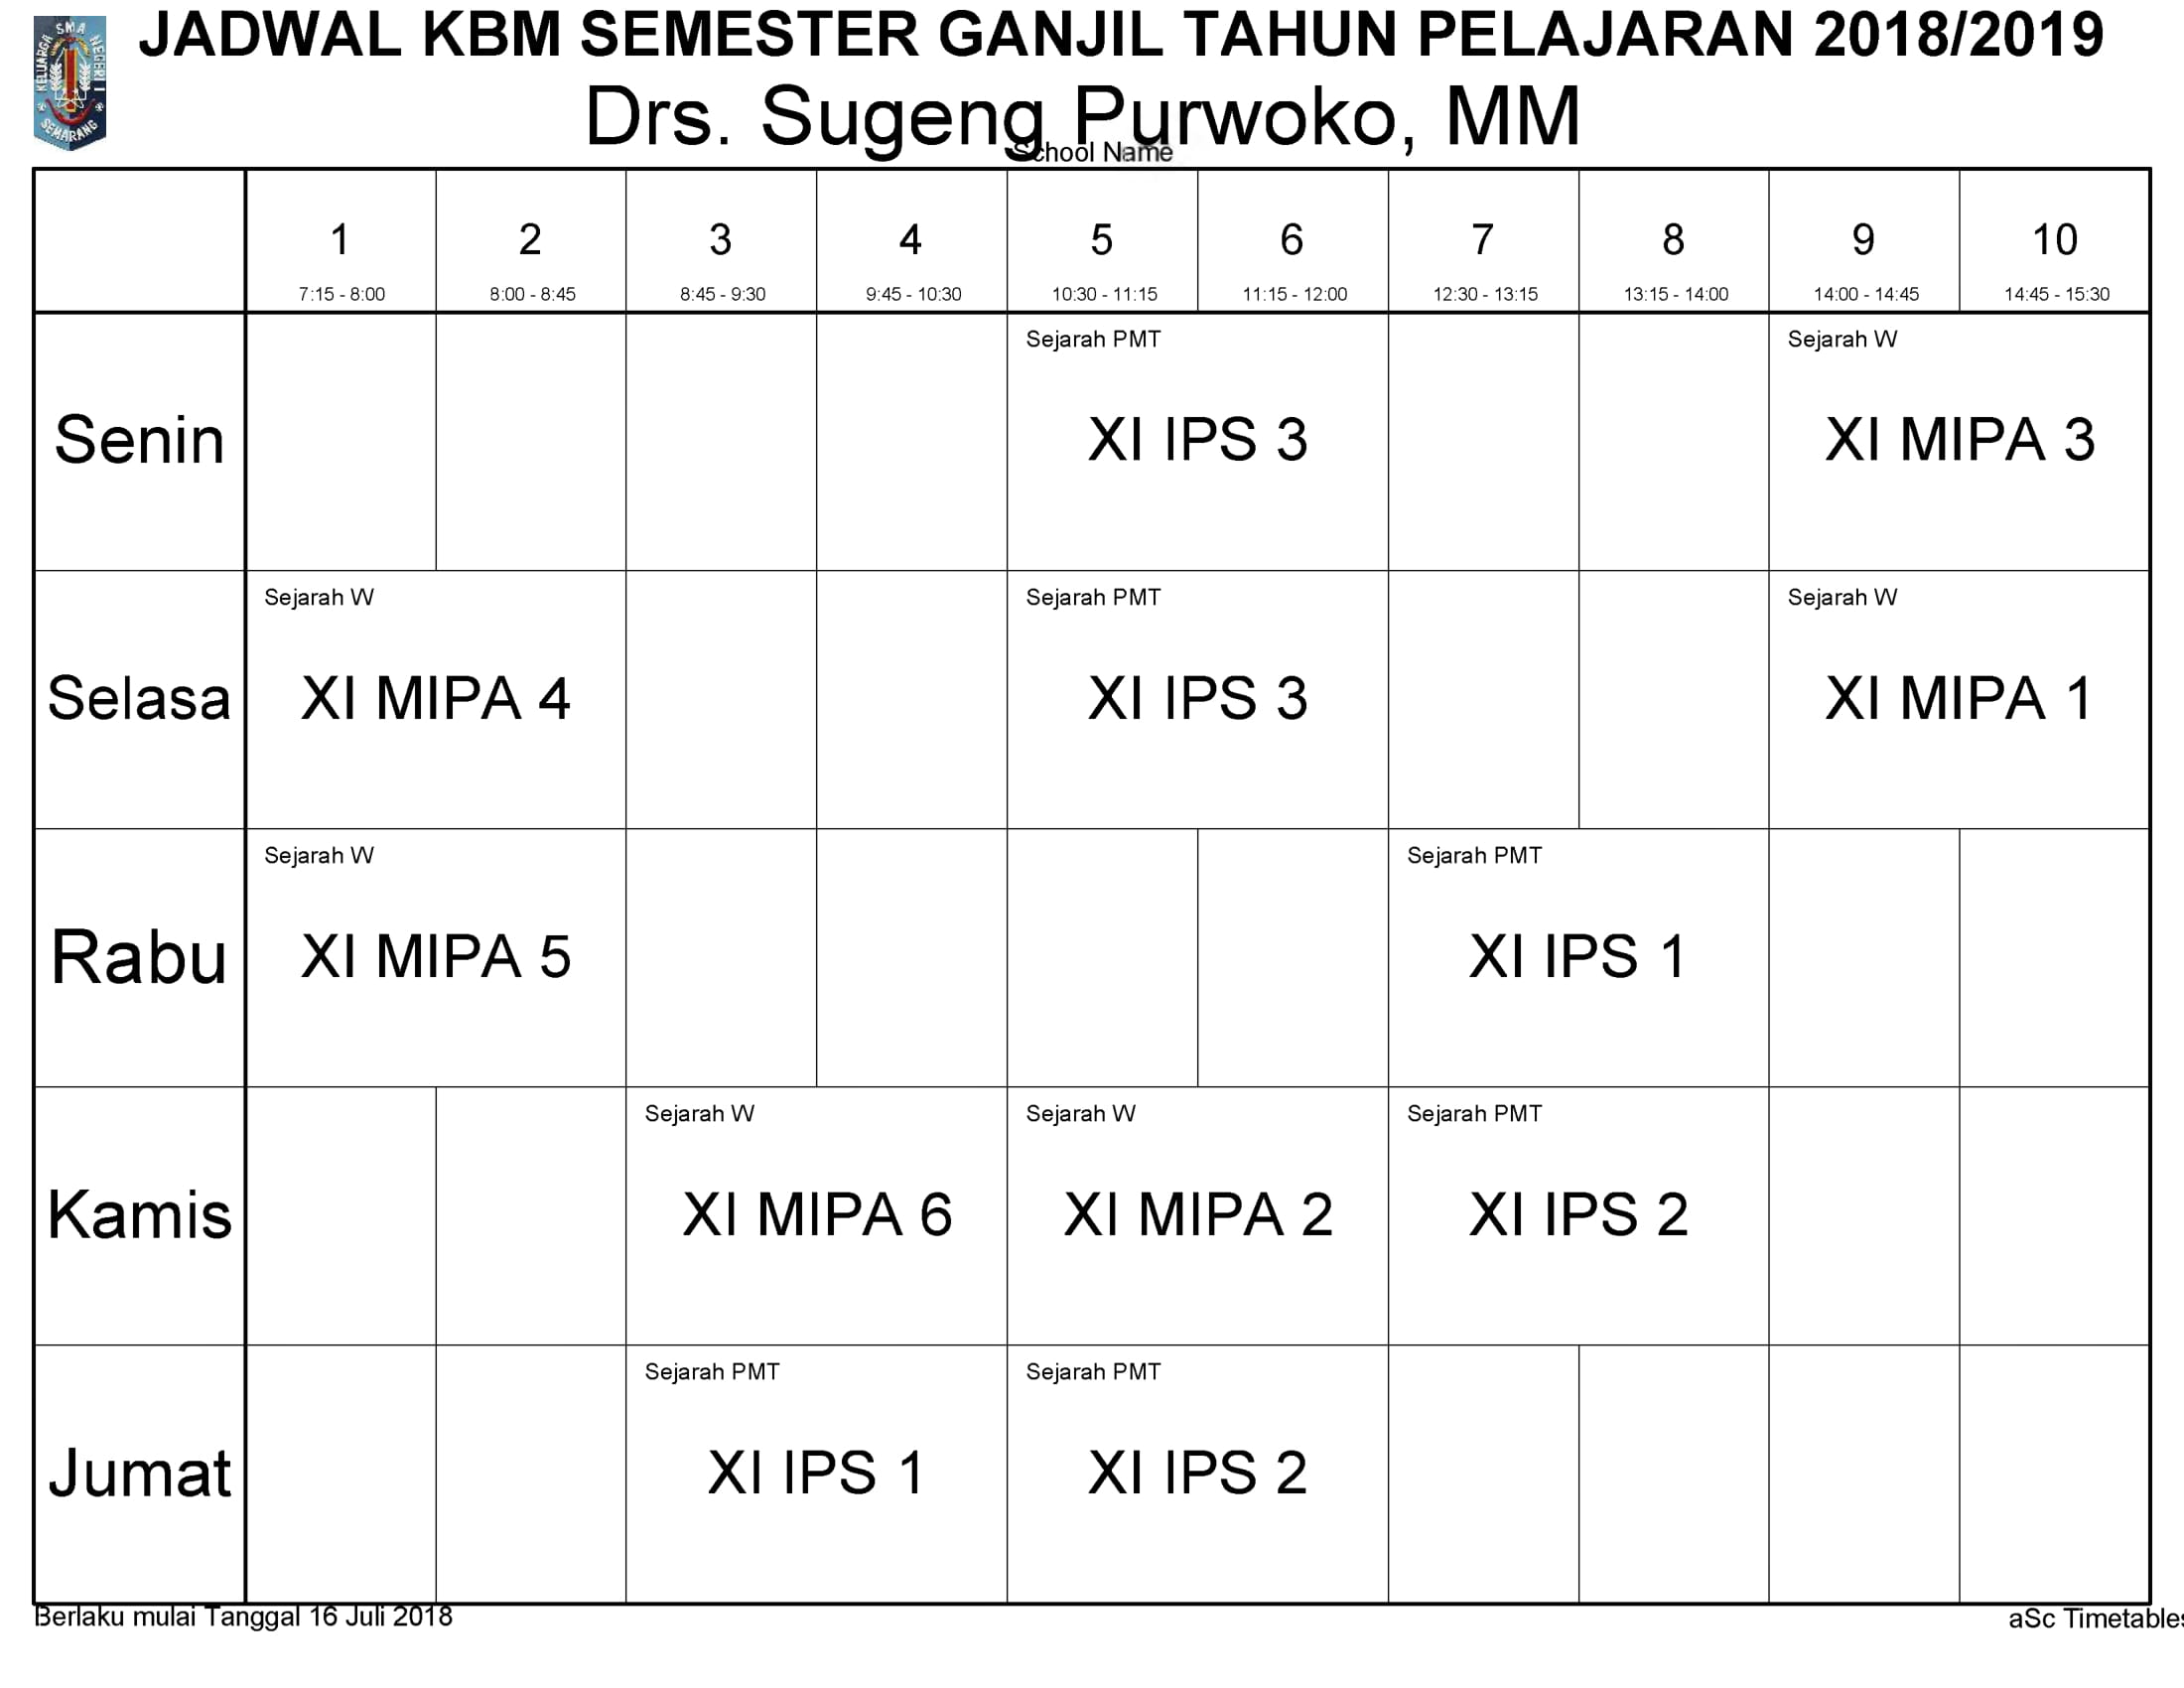 KELUARGA SMA NEGERI 1
SEMARANG
JADWAL KBM SEMESTER GANJIL TAHUN PELAJARAN 2018/2019
Drs. Sugeng Purwoko, MM
School Name
1 2 3 4 5 6 7 8 9 10
7:15 - 8:00 8:00 - 8:45 8:45 - 9:30 9:45 - 10:30 10:30 - 11:15 11:15 - 12:00 12:30 - 13:15 13:15 - 14:00 14:00 - 14:45 14:45 - 15:30
Sejarah PMT Sejarah W
Senin XI IPS 3 XI MIPA 3
Sejarah W Sejarah PMT Sejarah W
Selasa XI MIPA 4 XI IPS 3 XI MIPA 1
Sejarah W Sejarah PMT
Rabu XI MIPA 5 XI IPS 1
Sejarah W Sejarah W Sejarah PMT
Kamis XI MIPA 6 XI MIPA 2 XI IPS 2
Sejarah PMT Sejarah PMT
Jumat XI IPS 1 XI IPS 2
Berlaku mulai Tanggal 16 Juli 2018 aSc Timetables